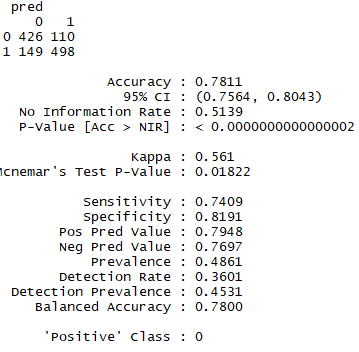 pred
0 1
0 426 110
1 149 498
Accuracy : 0.7811
95% CI : (0.7564, 0.8043)
No Information Rate : 0.5139
P-Value [Acc > NIR] : < 0.0000000000000002
Kappa : 0.561
Mcnemar's Test P-Value : 0.01822
Sensitivity : 0.7409
Specificity : 0.8191
Pos Pred Value : 0.7948
Neg Pred Value : 0.7697
Prevalence : 0.4861
Detection Rate : 0.3601
Detection Prevalence : 0.4531
Balanced Accuracy : 0.7800
'Positive' Class : 0